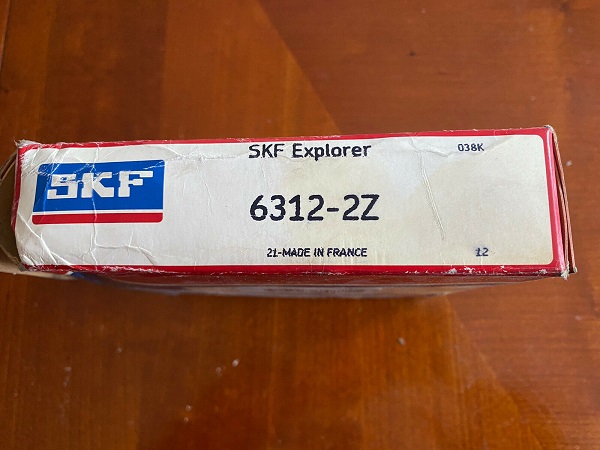 SKF Explorer
038K
SKF
6312-2Z
21-MADE IN FRANCE
12